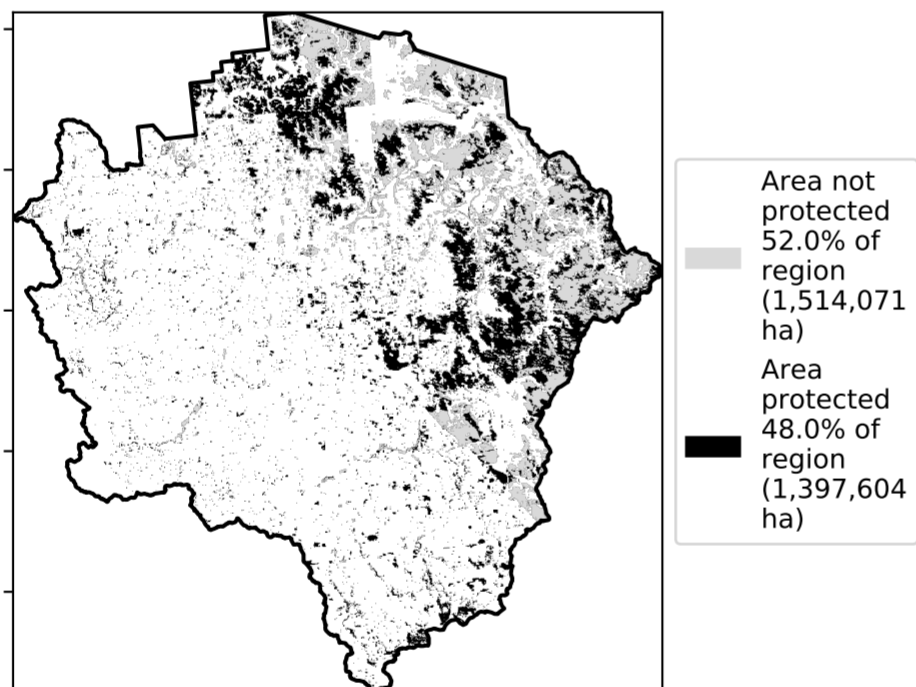 Area not
protected
52.0% of
region
(1,514,071
ha)
Area
protected
48.0% of
region
(1,397,604
ha)